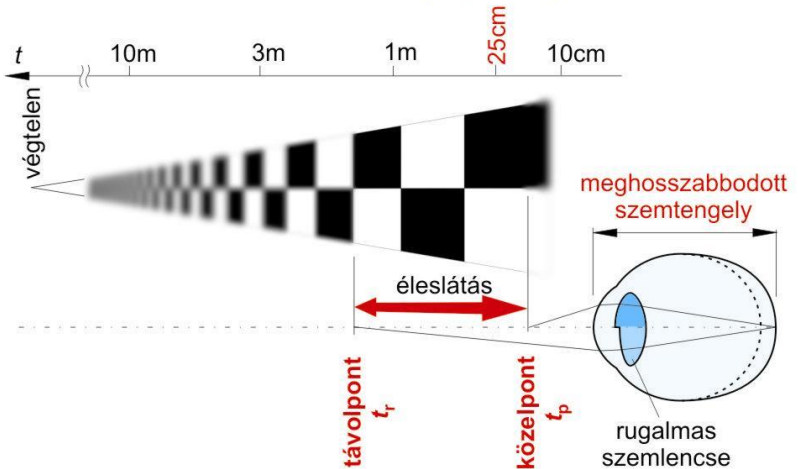 t
10m
3m
1m
25cm
10cm
végtelen
meghosszabbodott
szemtengely
éleslátás
távolpont
tr
közelpont
tp
rugalmas
szemlencse